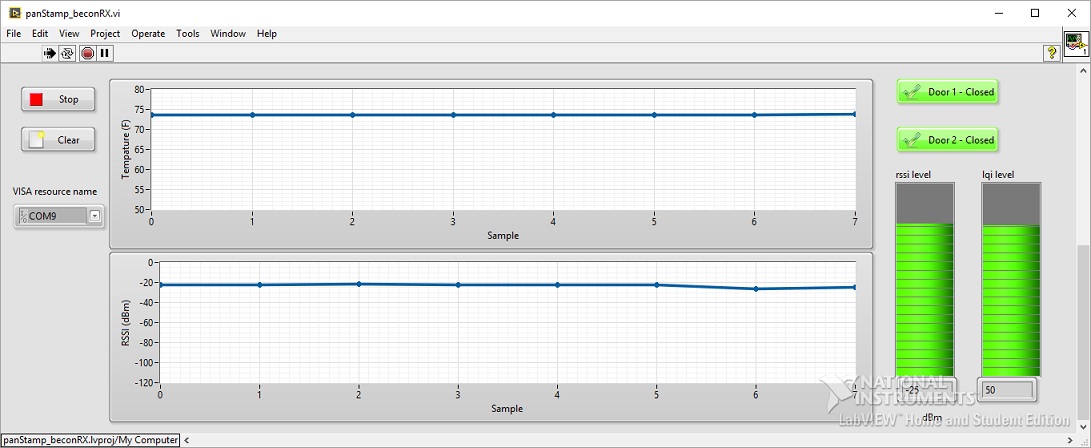 panStamp_beconRX.vi
File Edit View Project Operate Tools Window Help
?
1
Stop
Clear
VISA resource name
COM9
Tempature (F)
80
75
70
65
60
55
50
0 1 2 3 4 5 6 7
Sample
RSSI (dBm)
0
-20
-40
-60
-80
-100
-120
0 1 2 3 4 5 6 7
Sample
Door 1 - Closed
Door 2 - Closed
rssi level lqi level
-25 50
dBm
NATIONAL
INSTRUMENTS
LabVIEW™ Home and Student Edition
panStamp_beconRX.lvproj/My Computer